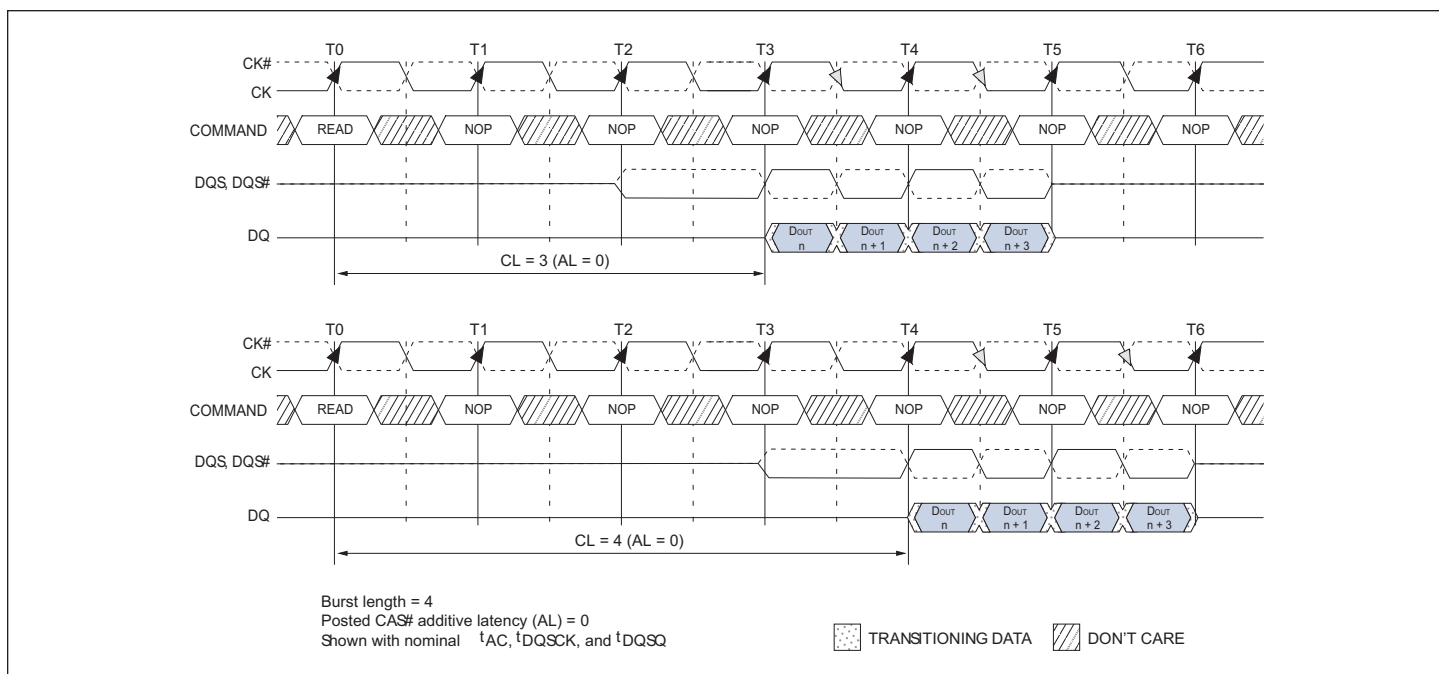 T0 T1 T2 T3 T4 T5 T6
CK#
CK
COMMAND READ NOP NOP NOP NOP NOP NOP
DQS, DQS#
DQ DOUT n DOUT n + 1 DOUT n + 2 DOUT n + 3
CL = 3 (AL = 0)
T0 T1 T2 T3 T4 T5 T6
CK#
CK
COMMAND READ NOP NOP NOP NOP NOP NOP
DQS, DQS#
DQ DOUT n DOUT n + 1 DOUT n + 2 DOUT n + 3
CL = 4 (AL = 0)
Burst length = 4
Posted CAS# additive latency (AL) = 0
Shown with nominal tAC, tDQSCK, and tDQSQ
TRANSITIONING DATA DON'T CARE